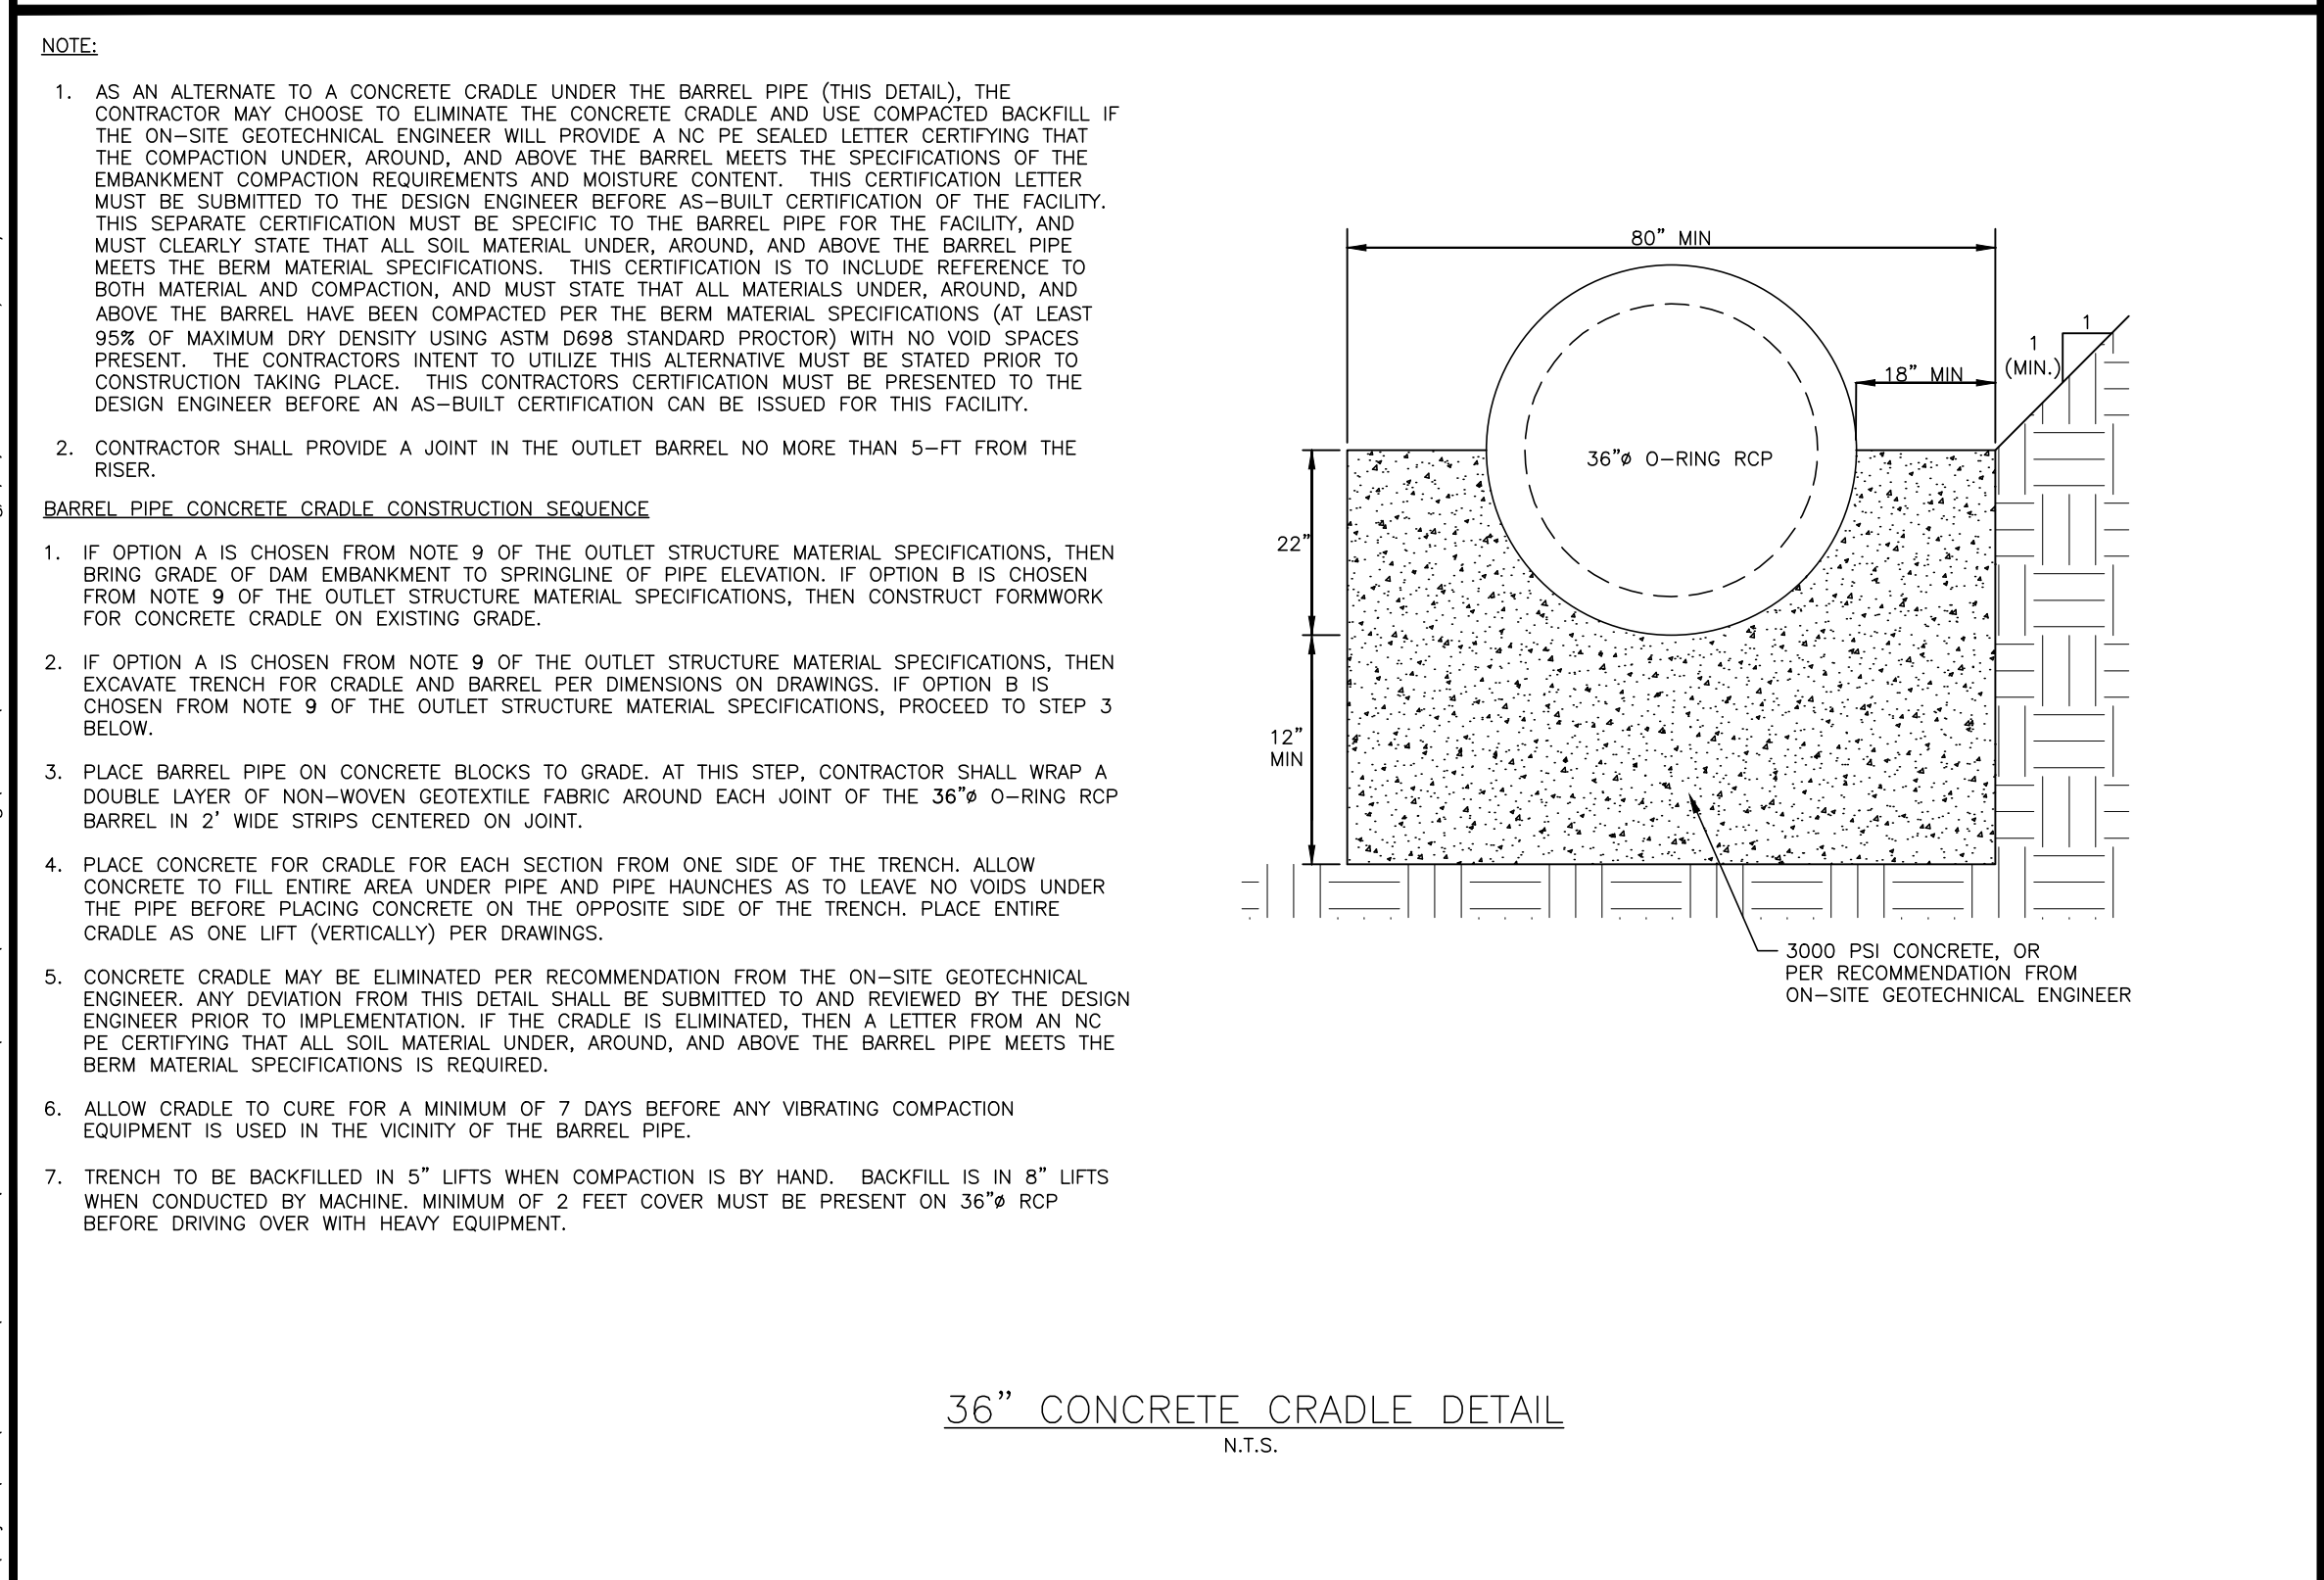 NOTE:
1. AS AN ALTERNATE TO A CONCRETE CRADLE UNDER THE BARREL PIPE (THIS DETAIL), THE
CONTRACTOR MAY CHOOSE TO ELIMINATE THE CONCRETE CRADLE AND USE COMPACTED BACKFILL IF
THE ON-SITE GEOTECHNICAL ENGINEER WILL PROVIDE A NC PE SEALED LETTER CERTIFYING THAT
THE COMPACTION UNDER, AROUND, AND ABOVE THE BARREL MEETS THE SPECIFICATIONS OF THE
EMBANKMENT COMPACTION REQUIREMENTS AND MOISTURE CONTENT. THIS CERTIFICATION LETTER
MUST BE SUBMITTED TO THE DESIGN ENGINEER BEFORE AS-BUILT CERTIFICATION OF THE FACILITY.
THIS SEPARATE CERTIFICATION MUST BE SPECIFIC TO THE BARREL PIPE FOR THE FACILITY, AND
MUST CLEARLY STATE THAT ALL SOIL MATERIAL UNDER, AROUND, AND ABOVE THE BARREL PIPE
MEETS THE BERM MATERIAL SPECIFICATIONS. THIS CERTIFICATION IS TO INCLUDE REFERENCE TO
BOTH MATERIAL AND COMPACTION, AND MUST STATE THAT ALL MATERIALS UNDER, AROUND, AND
ABOVE THE BARREL HAVE BEEN COMPACTED PER THE BERM MATERIAL SPECIFICATIONS (AT LEAST
95% OF MAXIMUM DRY DENSITY USING ASTM D698 STANDARD PROCTOR) WITH NO VOID SPACES
PRESENT. THE CONTRACTORS INTENT TO UTILIZE THIS ALTERNATIVE MUST BE STATED PRIOR TO
CONSTRUCTION TAKING PLACE. THIS CONTRACTORS CERTIFICATION MUST BE PRESENTED TO THE
DESIGN ENGINEER BEFORE AN AS-BUILT CERTIFICATION CAN BE ISSUED FOR THIS FACILITY.
2. CONTRACTOR SHALL PROVIDE A JOINT IN THE OUTLET BARREL NO MORE THAN 5-FT FROM THE
RISER.
BARREL PIPE CONCRETE CRADLE CONSTRUCTION SEQUENCE
1. IF OPTION A IS CHOSEN FROM NOTE 9 OF THE OUTLET STRUCTURE MATERIAL SPECIFICATIONS, THEN
BRING GRADE OF DAM EMBANKMENT TO SPRINGLINE OF PIPE ELEVATION. IF OPTION B IS CHOSEN
FROM NOTE 9 OF THE OUTLET STRUCTURE MATERIAL SPECIFICATIONS, THEN CONSTRUCT FORMWORK
FOR CONCRETE CRADLE ON EXISTING GRADE.
2. IF OPTION A IS CHOSEN FROM NOTE 9 OF THE OUTLET STRUCTURE MATERIAL SPECIFICATIONS, THEN
EXCAVATE TRENCH FOR CRADLE AND BARREL PER DIMENSIONS ON DRAWINGS. IF OPTION B IS
CHOSEN FROM NOTE 9 OF THE OUTLET STRUCTURE MATERIAL SPECIFICATIONS, PROCEED TO STEP 3
BELOW.
3. PLACE BARREL PIPE ON CONCRETE BLOCKS TO GRADE. AT THIS STEP, CONTRACTOR SHALL WRAP A
DOUBLE LAYER OF NON-WOVEN GEOTEXTILE FABRIC AROUND EACH JOINT OF THE 36"ø O-RING RCP
BARREL IN 2' WIDE STRIPS CENTERED ON JOINT.
4. PLACE CONCRETE FOR CRADLE FOR EACH SECTION FROM ONE SIDE OF THE TRENCH. ALLOW
CONCRETE TO FILL ENTIRE AREA UNDER PIPE AND PIPE HAUNCHES AS TO LEAVE NO VOIDS UNDER
THE PIPE BEFORE PLACING CONCRETE ON THE OPPOSITE SIDE OF THE TRENCH. PLACE ENTIRE
CRADLE AS ONE LIFT (VERTICALLY) PER DRAWINGS.
5. CONCRETE CRADLE MAY BE ELIMINATED PER RECOMMENDATION FROM THE ON-SITE GEOTECHNICAL
ENGINEER. ANY DEVIATION FROM THIS DETAIL SHALL BE SUBMITTED TO AND REVIEWED BY THE DESIGN
ENGINEER PRIOR TO IMPLEMENTATION. IF THE CRADLE IS ELIMINATED, THEN A LETTER FROM AN NC
PE CERTIFYING THAT ALL SOIL MATERIAL UNDER, AROUND, AND ABOVE THE BARREL PIPE MEETS THE
BERM MATERIAL SPECIFICATIONS IS REQUIRED.
6. ALLOW CRADLE TO CURE FOR A MINIMUM OF 7 DAYS BEFORE ANY VIBRATING COMPACTION
EQUIPMENT IS USED IN THE VICINITY OF THE BARREL PIPE.
7. TRENCH TO BE BACKFILLED IN 5" LIFTS WHEN COMPACTION IS BY HAND. BACKFILL IS IN 8" LIFTS
WHEN CONDUCTED BY MACHINE. MINIMUM OF 2 FEET COVER MUST BE PRESENT ON 36"ø RCP
BEFORE DRIVING OVER WITH HEAVY EQUIPMENT.
80" MIN
1
1
(MIN.)
18" MIN
36"ø O-RING RCP
22"
12"
MIN
3000 PSI CONCRETE, OR
PER RECOMMENDATION FROM
ON-SITE GEOTECHNICAL ENGINEER
36" CONCRETE CRADLE DETAIL
N.T.S.